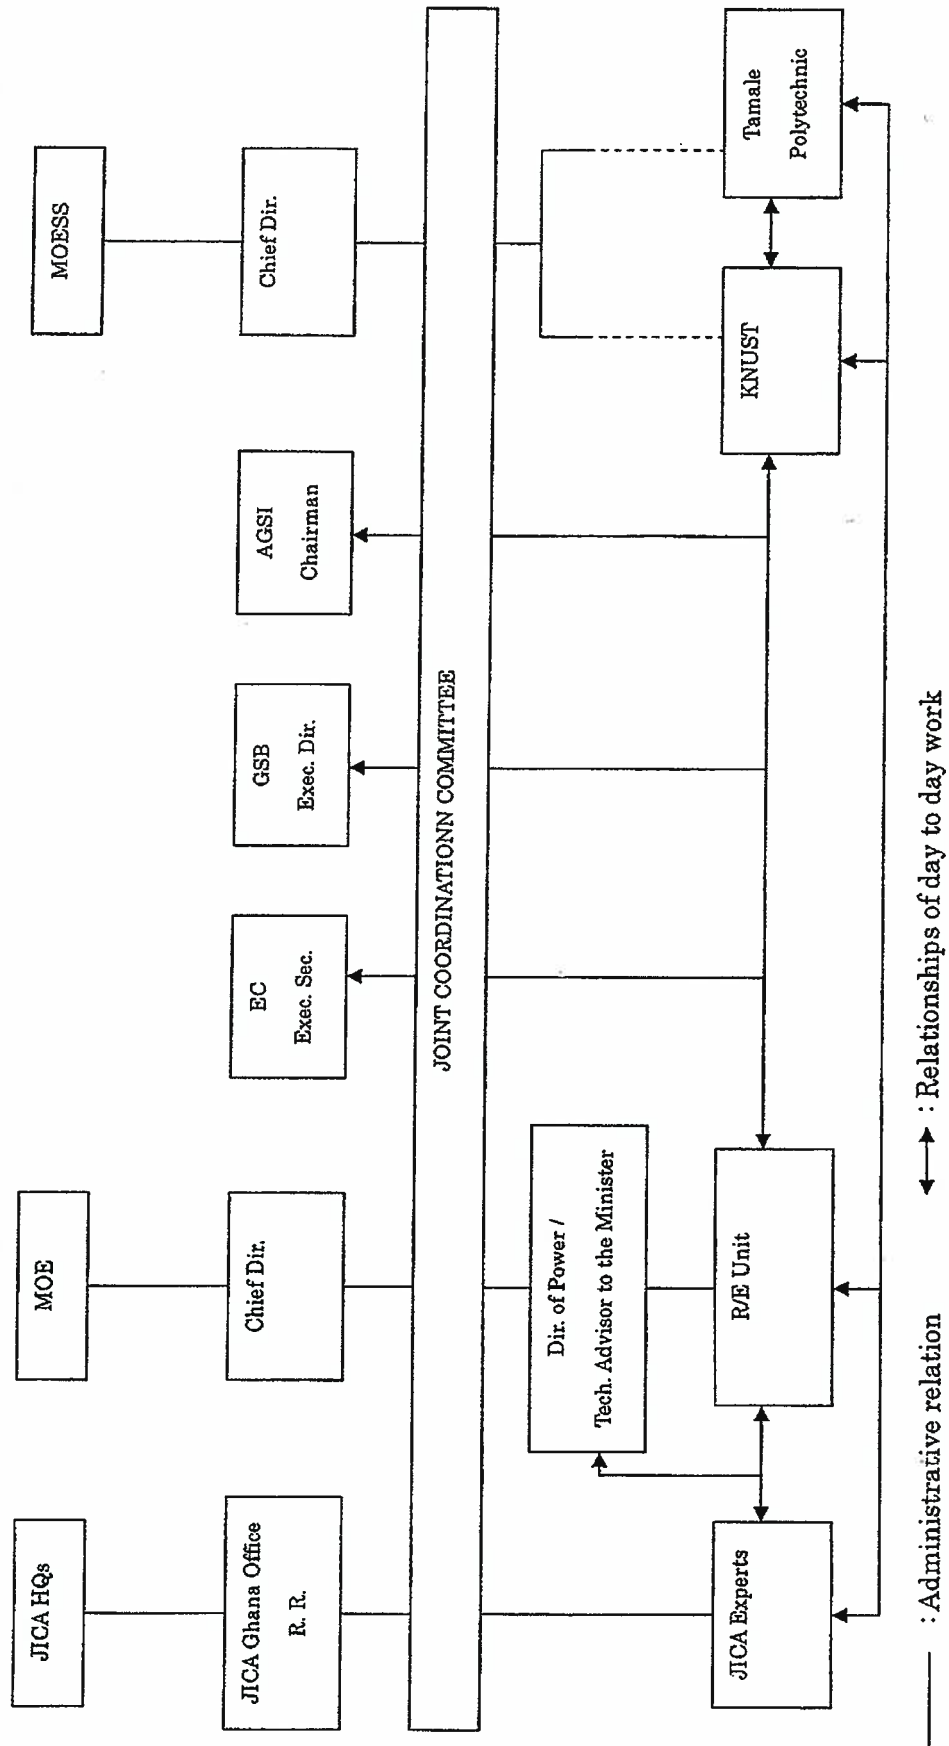 JICA HQs
MOE
MOESS
JICA Ghana Office
R. R.
Chief Dir.
EC
Exec. Sec.
GSB
Exec. Dir.
AGSI
Chairman
Chief Dir.
JOINT COORDINATIONN COMMITTEE
Dir. of Power /
Tech. Advisor to the Minister
JICA Experts
R/E Unit
KNUST
Tamale
Polytechnic
: Administrative relation
: Relationships of day to day work